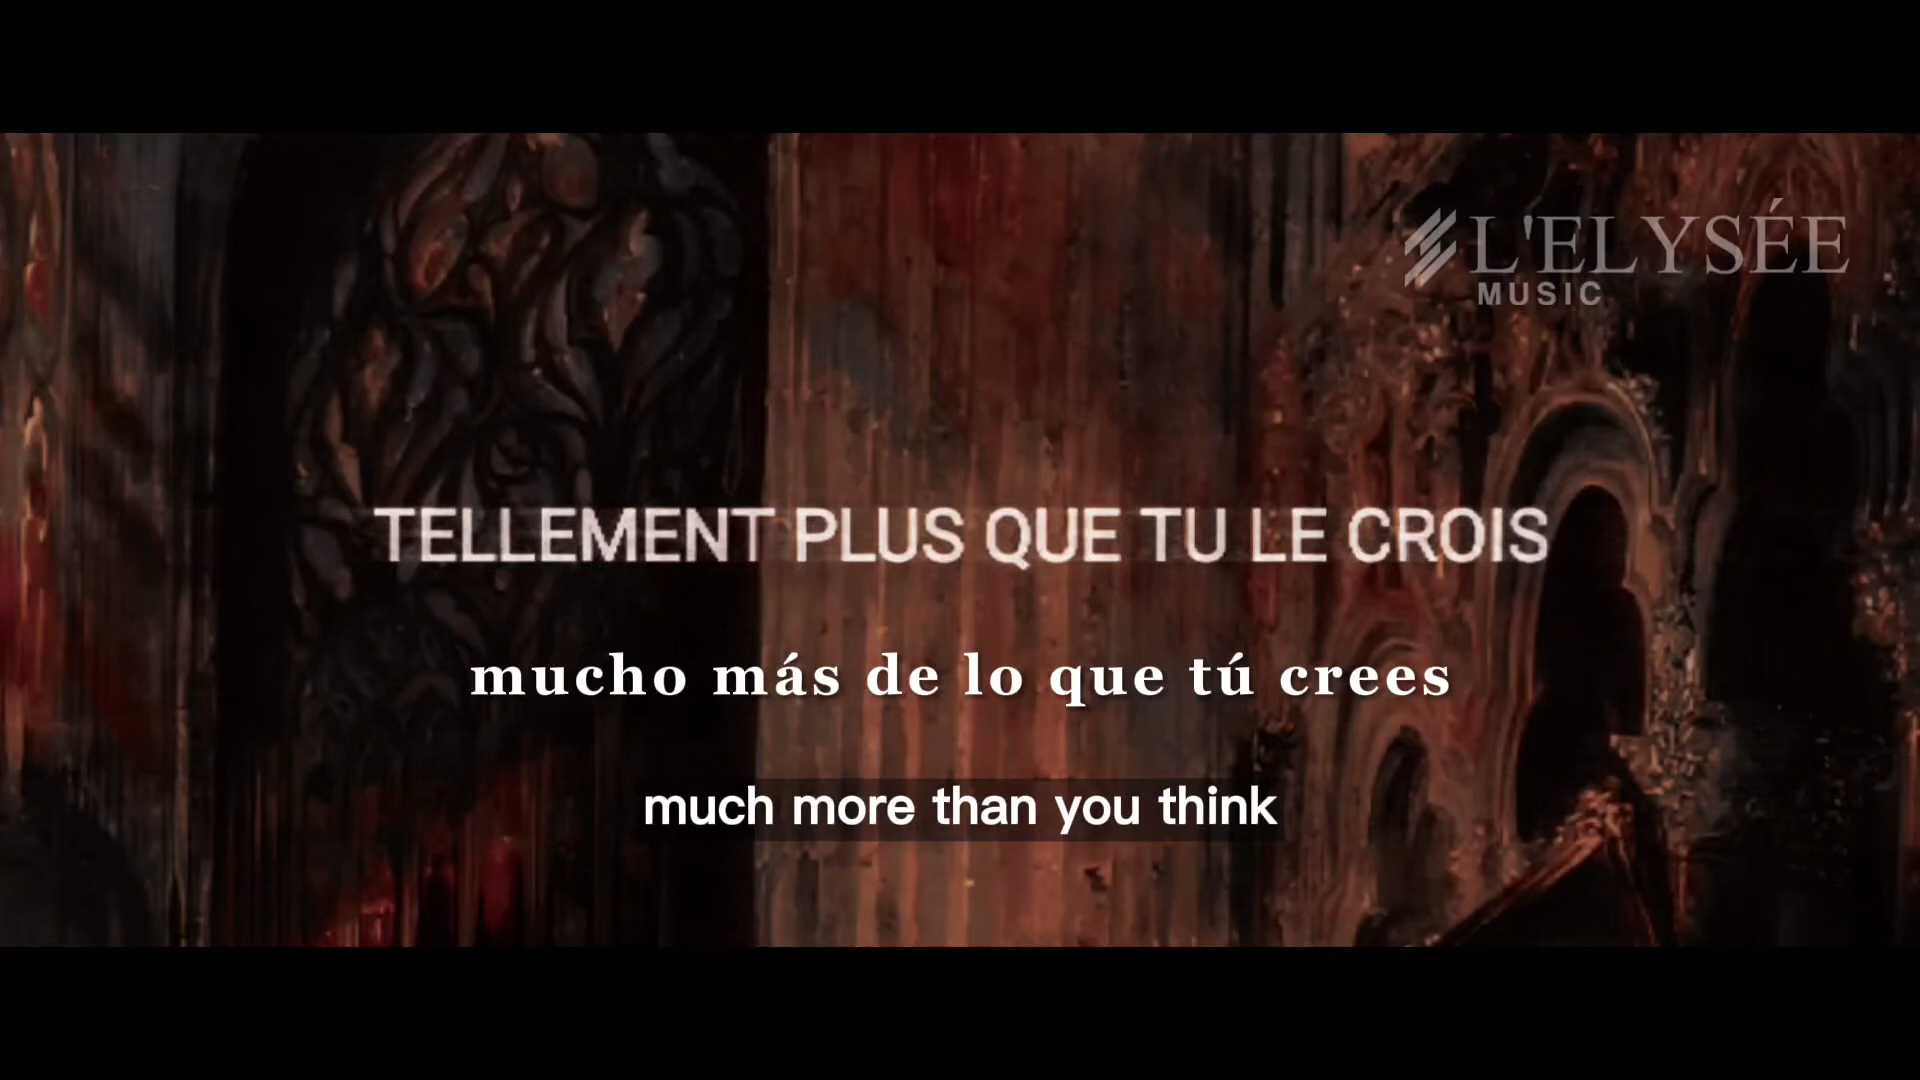 L'ELYSÉE
MUSIC
TELLEMENT PLUS QUE TU LE CROIS
mucho más de lo que tú crees
much more than you think